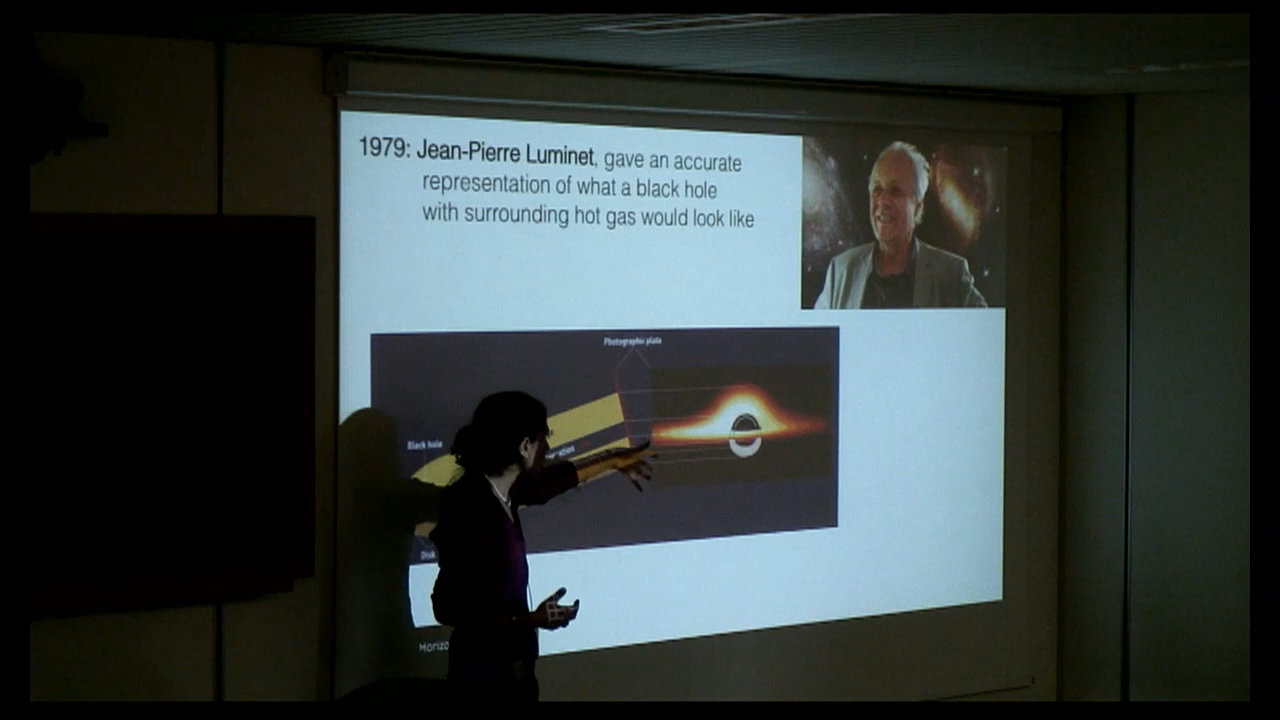 1979: Jean-Pierre Luminet, gave an accurate
representation of what a black hole
with surrounding hot gas would look like
Photographic plate
Black hole
Disk